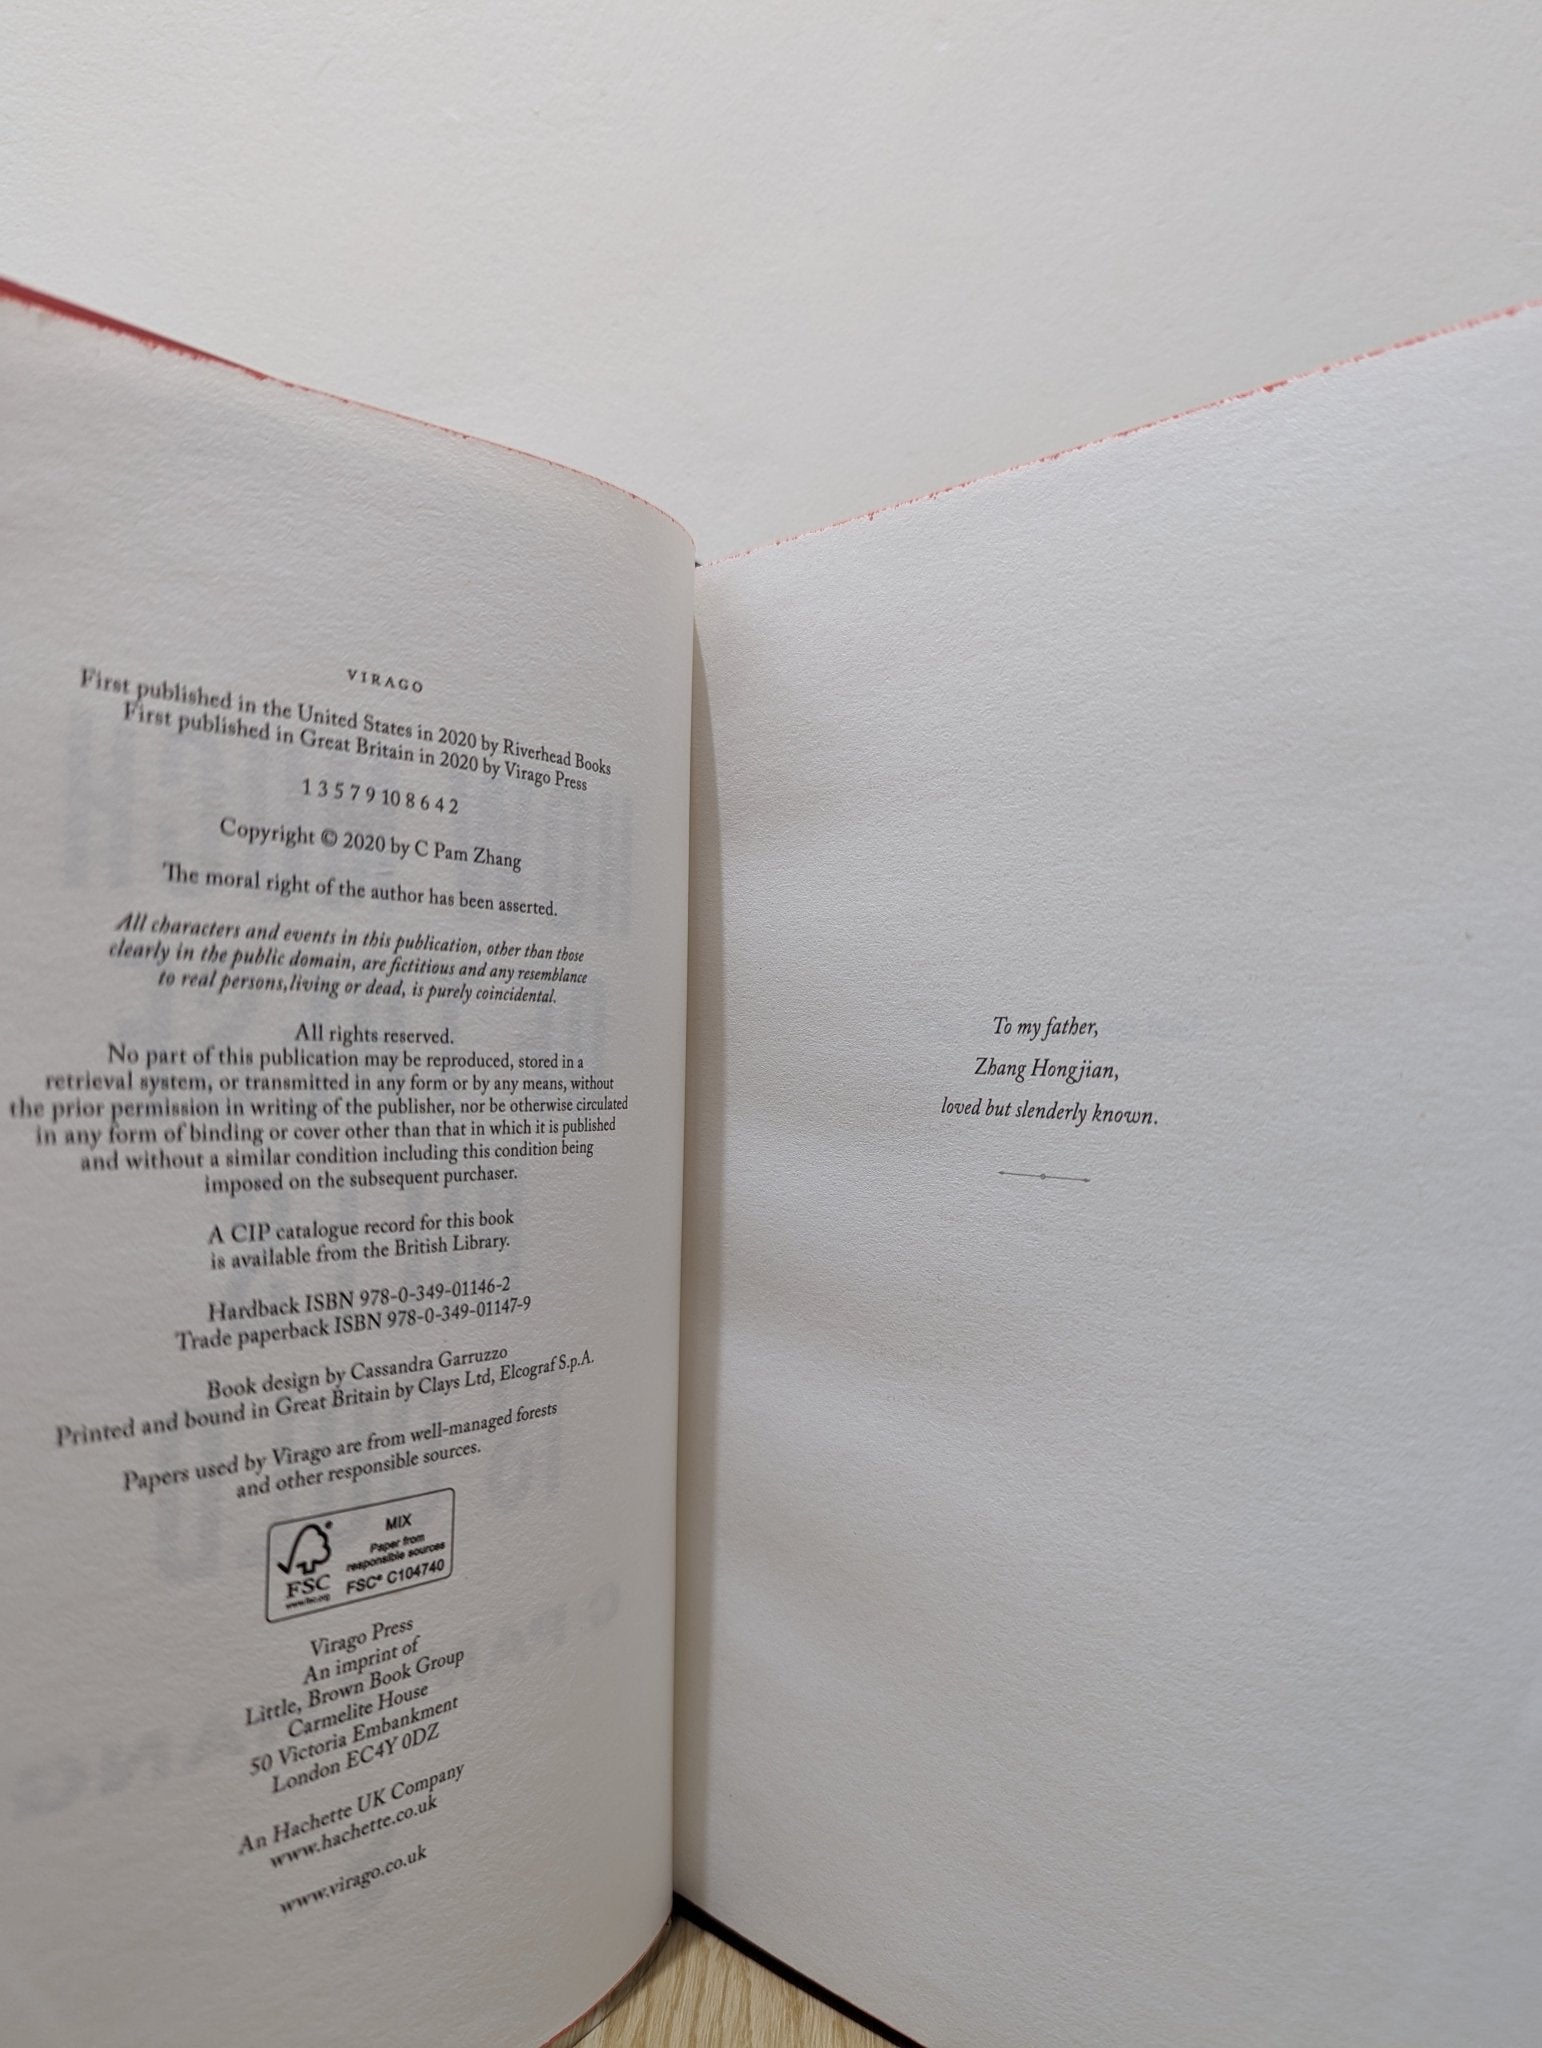 VIRAGO
First published in the United States in 2020 by Riverhead Books
First published in Great Britain in 2020 by Virago Press
1 3 5 7 9 10 8 6 4 2
Copyright © 2020 by C Pam Zhang
The moral right of the author has been asserted.
All characters and events in this publication, other than those
clearly in the public domain, are fictitious and any resemblance
to real persons,living or dead, is purely coincidental.
All rights reserved.
No part of this publication may be reproduced, stored in a
retrieval system, or transmitted in any form or by any means, without
the prior permission in writing of the publisher, nor be otherwise circulated
in any form of binding or cover other than that in which it is published
and without a similar condition including this condition being
imposed on the subsequent purchaser.
A CIP catalogue record for this book
is available from the British Library.
Hardback ISBN 978-0-349-01146-2
Trade paperback ISBN 978-0-349-01147-9
Book design by Cassandra Garruzzo
Printed and bound in Great Britain by Clays Ltd, Elcograf S.p.A.
Papers used by Virago are from well-managed forests
and other responsible sources.
MIX
Paper from
responsible sources
FSC® C104740
FSC
www.fsc.org
Virago Press
An imprint of
Little, Brown Book Group
Carmelite House
50 Victoria Embankment
London EC4Y 0DZ
An Hachette UK Company
www.hachette.co.uk
www.virago.co.uk
To my father,
Zhang Hongjian,
loved but slenderly known.